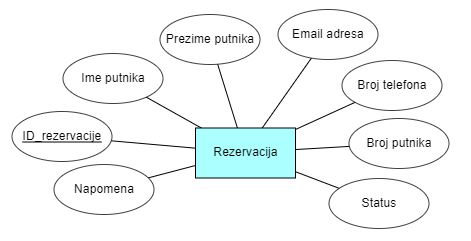 Prezime putnika
Email adresa
Ime putnika
Broj telefona
ID_rezervacije
Broj putnika
Rezervacija
Napomena
Status